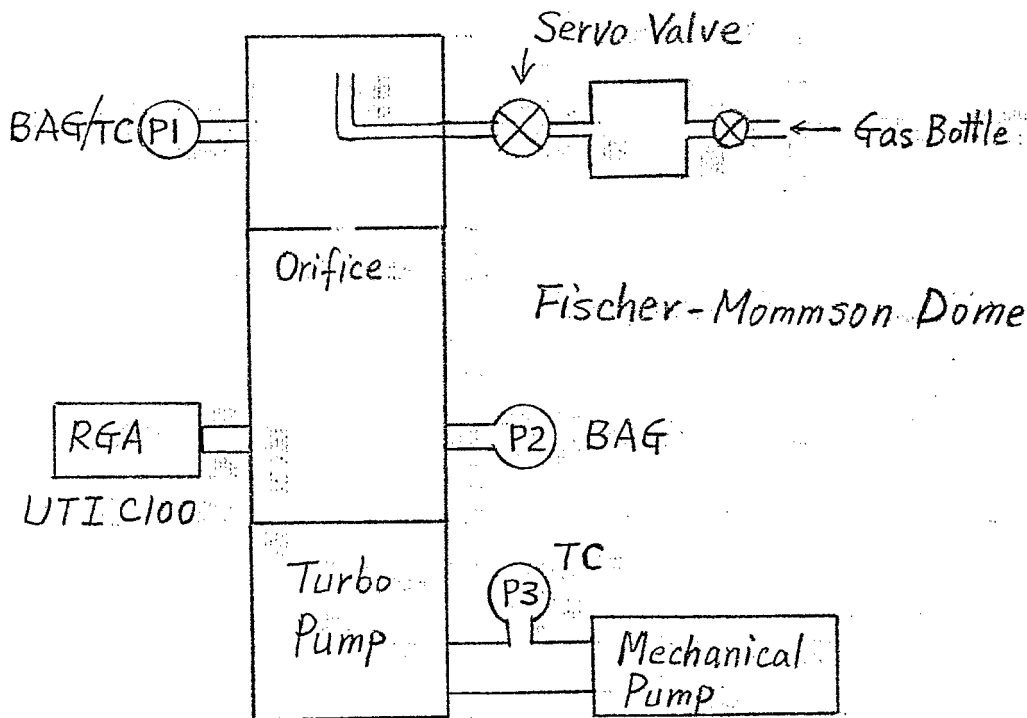 Servo Valve
BAG/TC P1
Gas Bottle
Orifice
Fischer-Mommson Dome
RGA
P2 BAG
UTI C100
TC
P3
Turbo
Pump
Mechanical
Pump